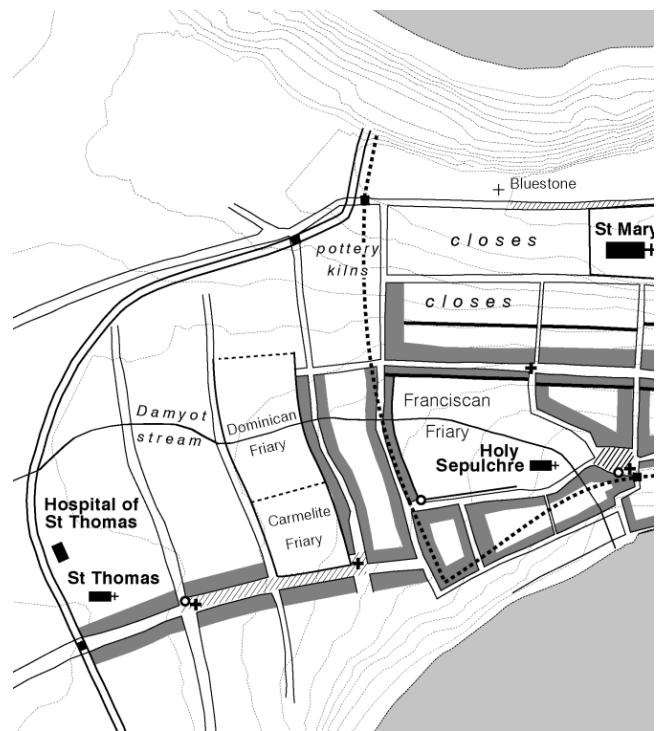 Bluestone
St Mary
closes
pottery
kilns
closes
Franciscan
Friary
Damyot
stream
Dominican
Friary
Holy
Sepulchre
Hospital of
St Thomas
Carmelite
Friary
St Thomas